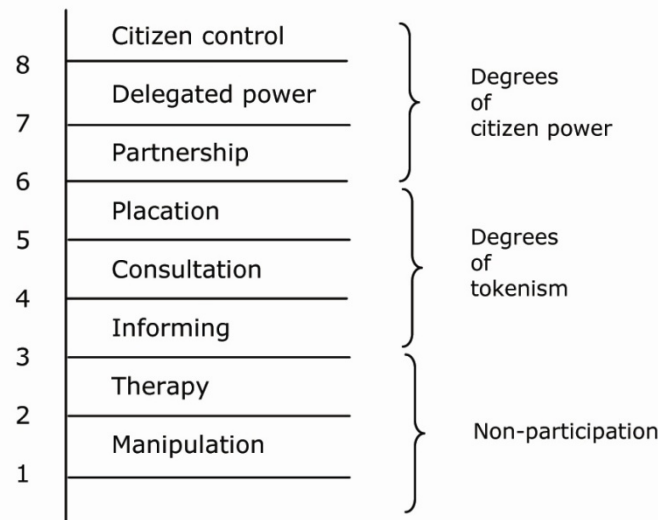 Citizen control
8
Delegated power
7
Partnership
6
Placation
5
Consultation
4
Informing
3
Therapy
2
Manipulation
1
Degrees
of
citizen power
Degrees
of
tokenism
Non-participation